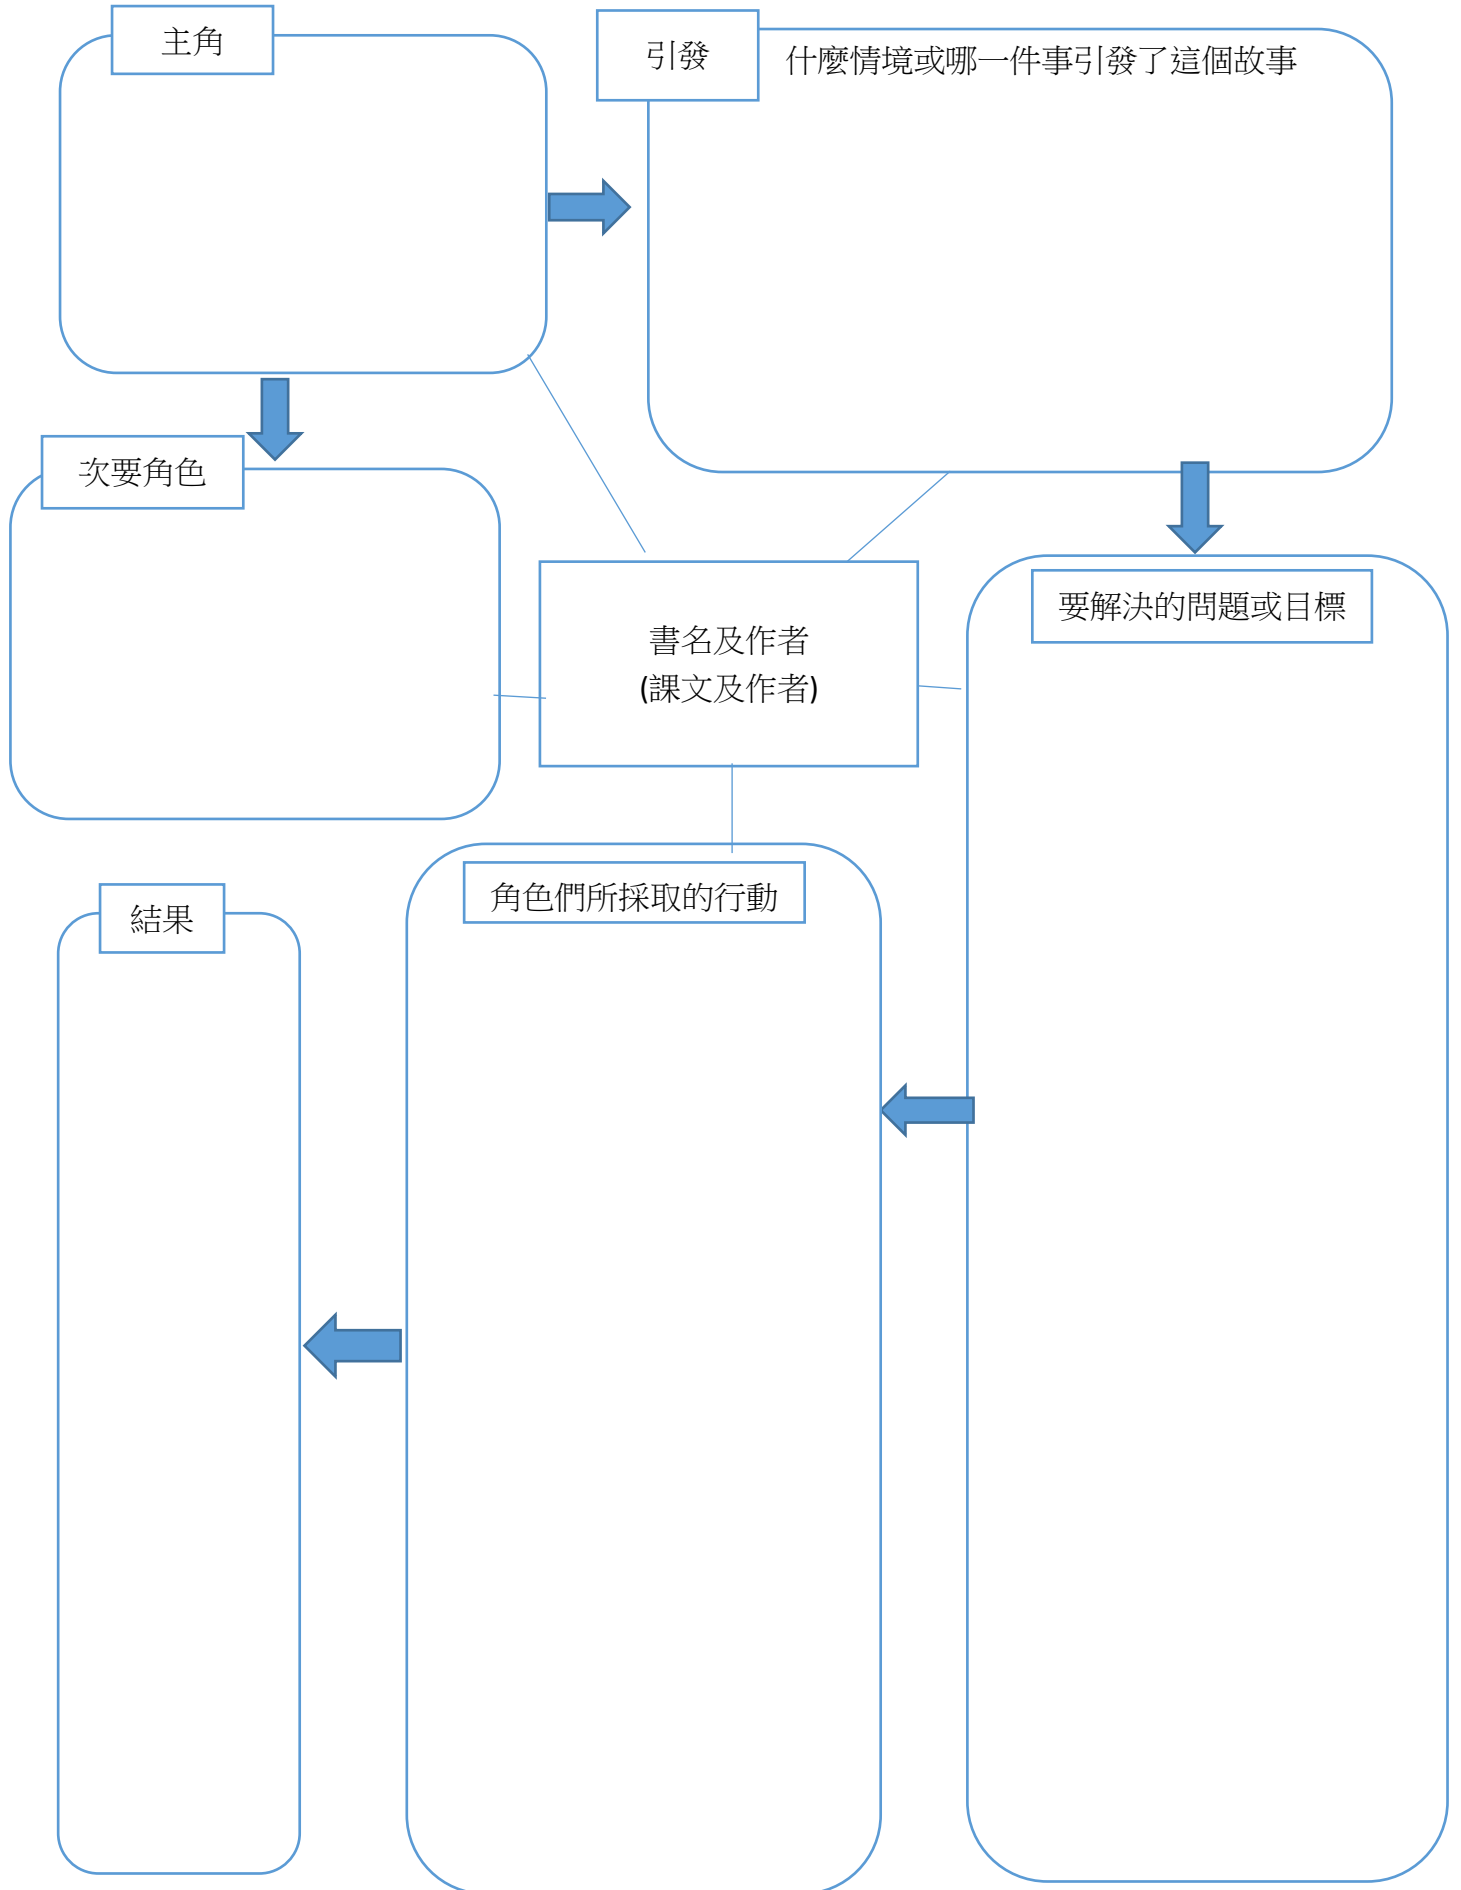 主角
引發
什麼情境或哪一件事引發了這個故事
次要角色
書名及作者
(課文及作者)
要解決的問題或目標
角色們所採取的行動
結果